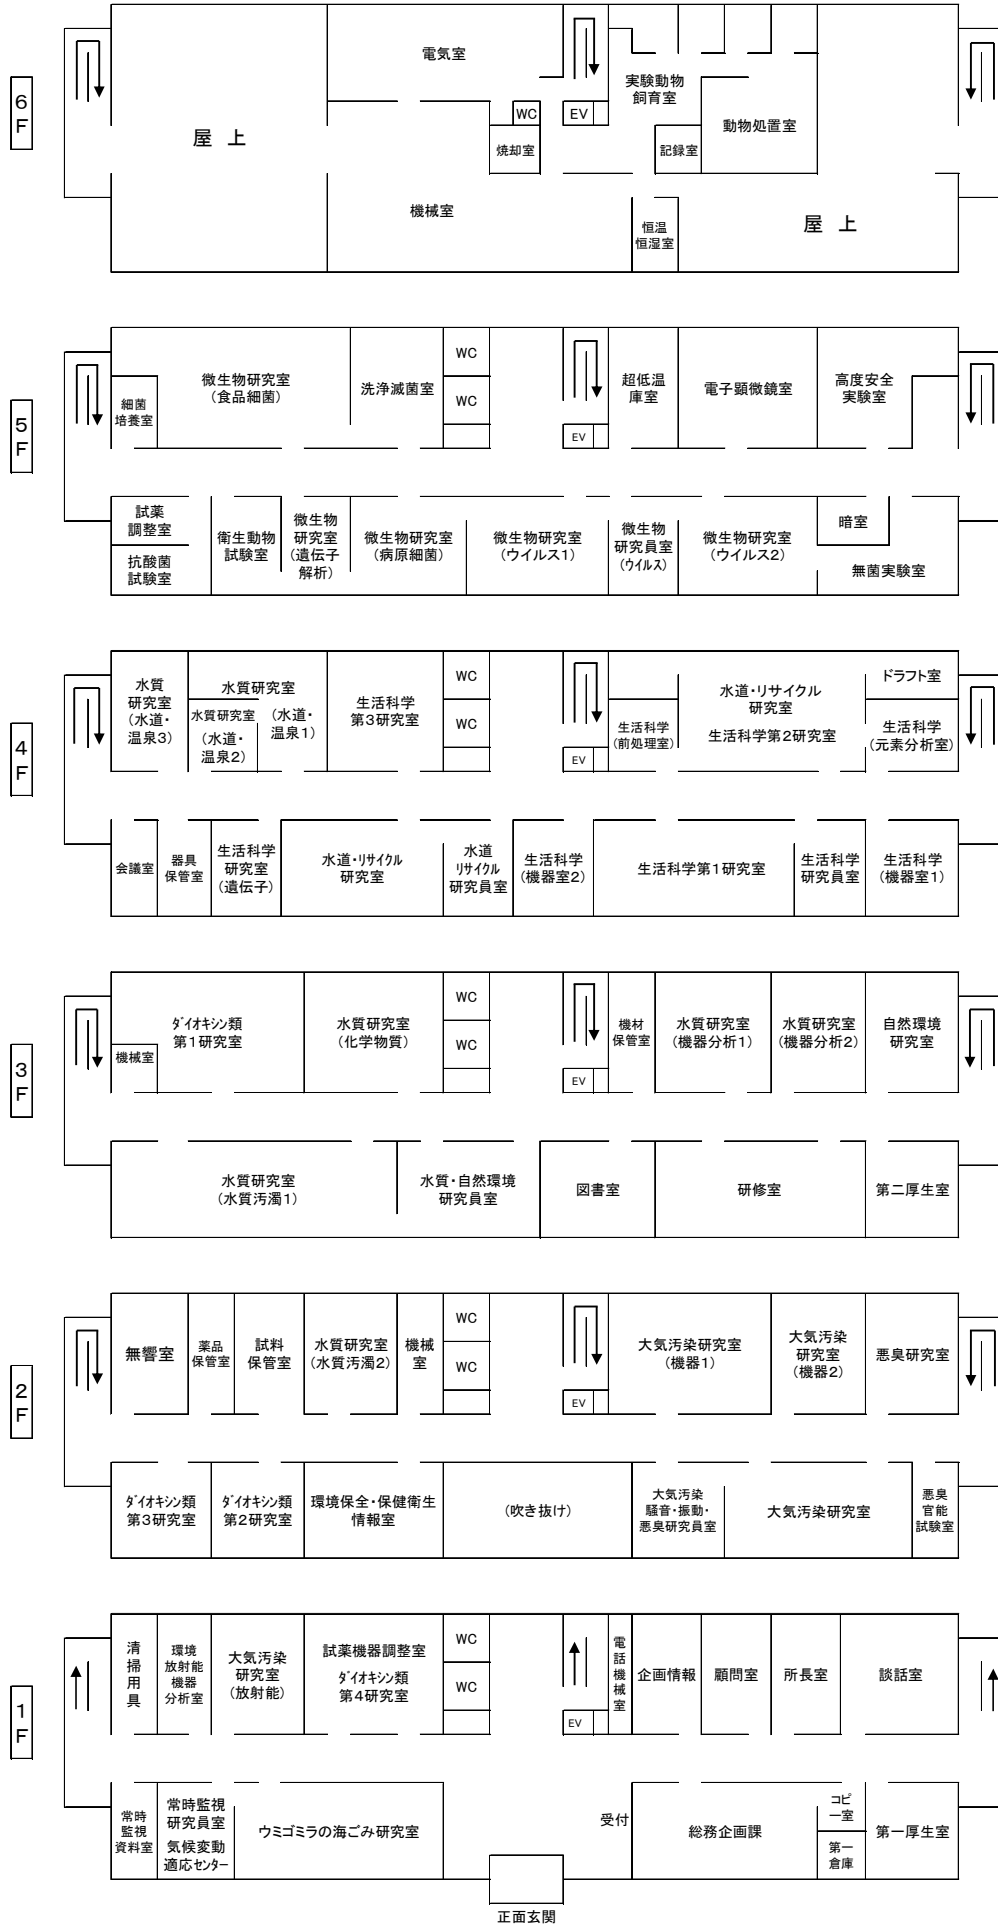 6
F
屋 上
電気室
WC
焼却室
EV
実験動物
飼育室
記録室
動物処置室
機械室
恒温
恒湿室
屋 上
5
F
細菌
培養室
微生物研究室
(食品細菌)
洗浄滅菌室
WC
WC
EV
超低温
庫室
電子顕微鏡室
高度安全
実験室
試薬
調整室
抗酸菌
試験室
衛生動物
試験室
微生物
研究室
(遺伝子
解析)
微生物研究室
(病原細菌)
微生物研究室
(ウイルス1)
微生物
研究員室
(ウイルス)
微生物研究室
(ウイルス2)
暗室
無菌実験室
4
F
水質
研究室
(水道・
温泉3)
水質研究室
(水道・
温泉1)
水質研究室
(水道・
温泉2)
生活科学
第3研究室
WC
WC
EV
生活科学
(前処理室)
水道・リサイクル
研究室
生活科学第2研究室
ドラフト室
生活科学
(元素分析室)
会議室
器具
保管室
生活科学
研究室
(遺伝子)
水道・リサイクル
研究室
水道
リサイクル
研究員室
生活科学
(機器室2)
生活科学第1研究室
生活科学
研究員室
生活科学
(機器室1)
3
F
機械室
ダイオキシン類
第1研究室
水質研究室
(化学物質)
WC
WC
EV
機材
保管室
水質研究室
(機器分析1)
水質研究室
(機器分析2)
自然環境
研究室
水質研究室
(水質汚濁1)
水質・自然環境
研究員室
図書室
研修室
第二厚生室
2
F
無響室
薬品
保管室
試料
保管室
水質研究室
(水質汚濁2)
機械
室
WC
WC
EV
大気汚染研究室
(機器1)
大気汚染
研究室
(機器2)
悪臭研究室
ダイオキシン類
第3研究室
ダイオキシン類
第2研究室
環境保全・保健衛生
情報室
(吹き抜け)
大気汚染
騒音・振動・
悪臭研究員室
大気汚染研究室
悪臭
官能
試験室
1
F
清
掃
用
具
環境
放射能
機器
分析室
大気汚染
研究室
(放射能)
試薬機器調整室
ダイオキシン類
第4研究室
WC
WC
EV
電
話
機
械
室
企画情報
顧問室
所長室
談話室
常時
監視
資料室
常時監視
研究員室
気候変動
適応センター
ウミゴミラの海ごみ研究室
受付
総務企画課
コピ
ー室
第一
倉庫
第一厚生室
正面玄関